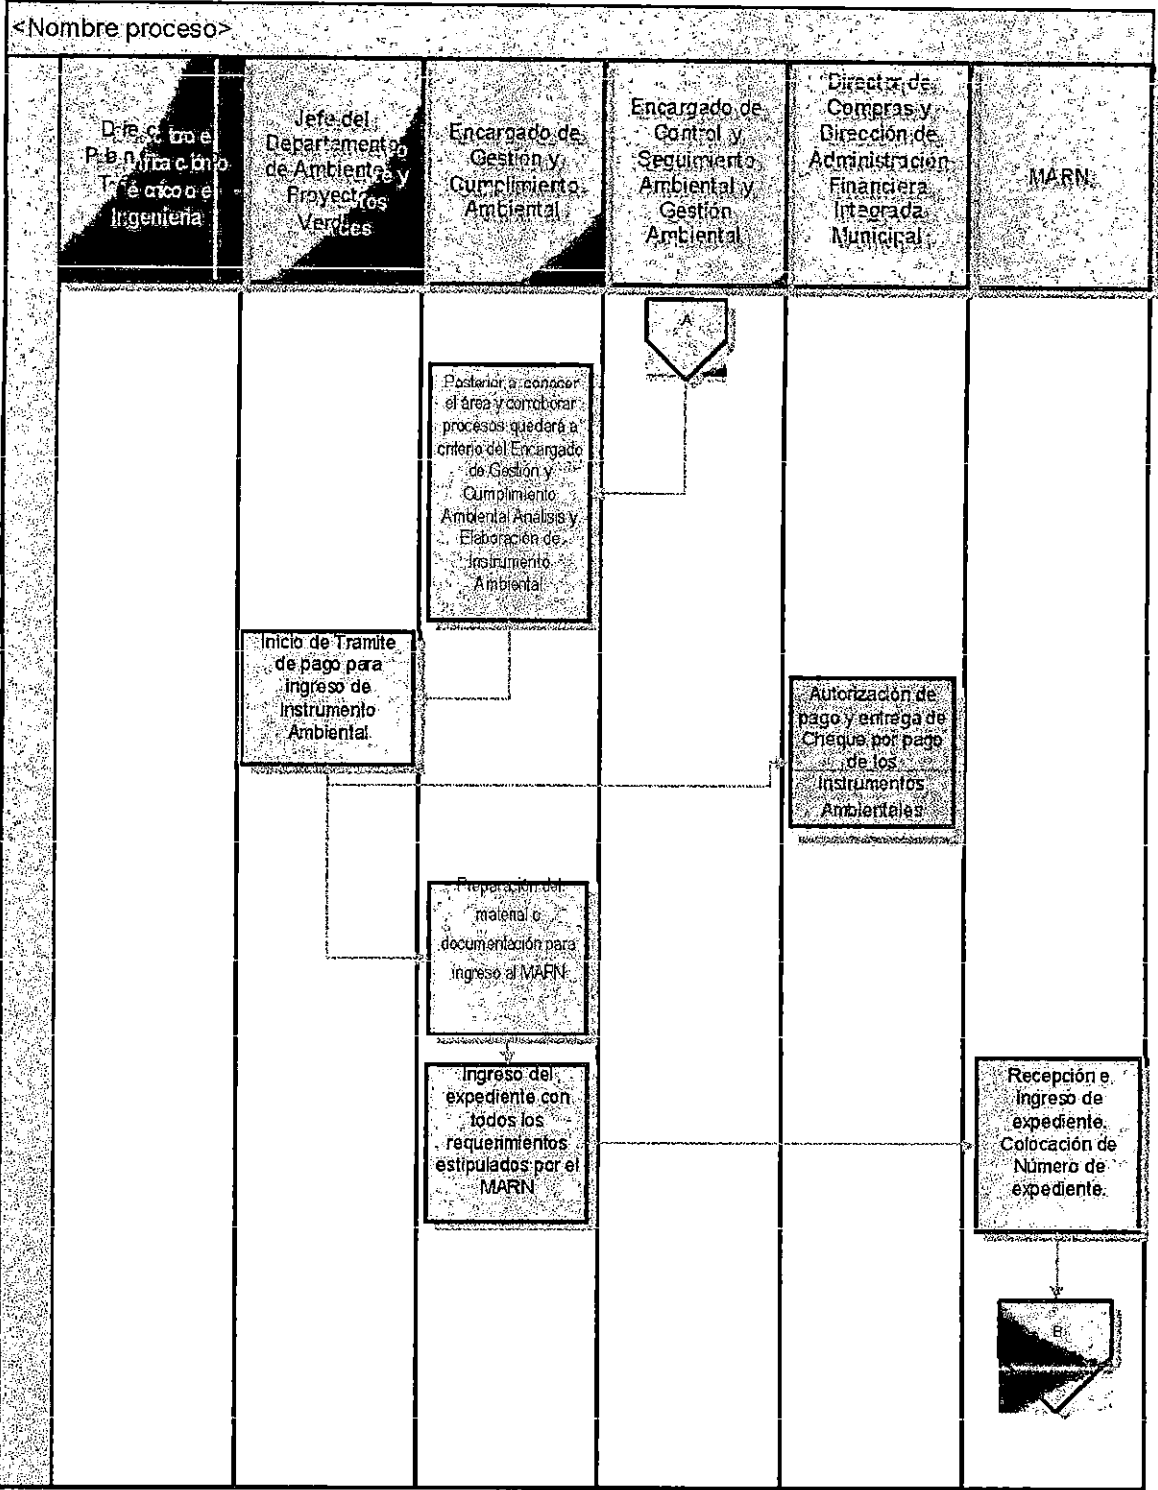 <Nombre proceso>
Ingeniería
Jefe del
Departamento
de Ambiente y
Proyectos
Verdes
Encargado de
Gestión y
Cumplimiento
Ambiental
Encargado de
Control y
Seguimiento
Ambiental y
Gestión
Ambiental
Director de
Compras y
Dirección de
Administración
Financiera
Integrada
Municipal
MARN
A
Posterior a conocer
el área y corroborar
procesos quedará a
criterio del Encargado
de Gestión y
Cumplimiento
Ambiental Análisis y
Elaboración de
Instrumento
Ambiental
Inicio de Tramite
de pago para
ingreso de
Instrumento
Ambiental
Autorización de
pago y entrega de
Cheque por pago
de los
Instrumentos
Ambientales
Preparación del
material o
documentación para
ingreso al MARN
Ingreso del
expediente con
todos los
requerimientos
estipulados por el
MARN
Recepción e
Ingreso de
expediente.
Colocación de
Número de
expediente.
B